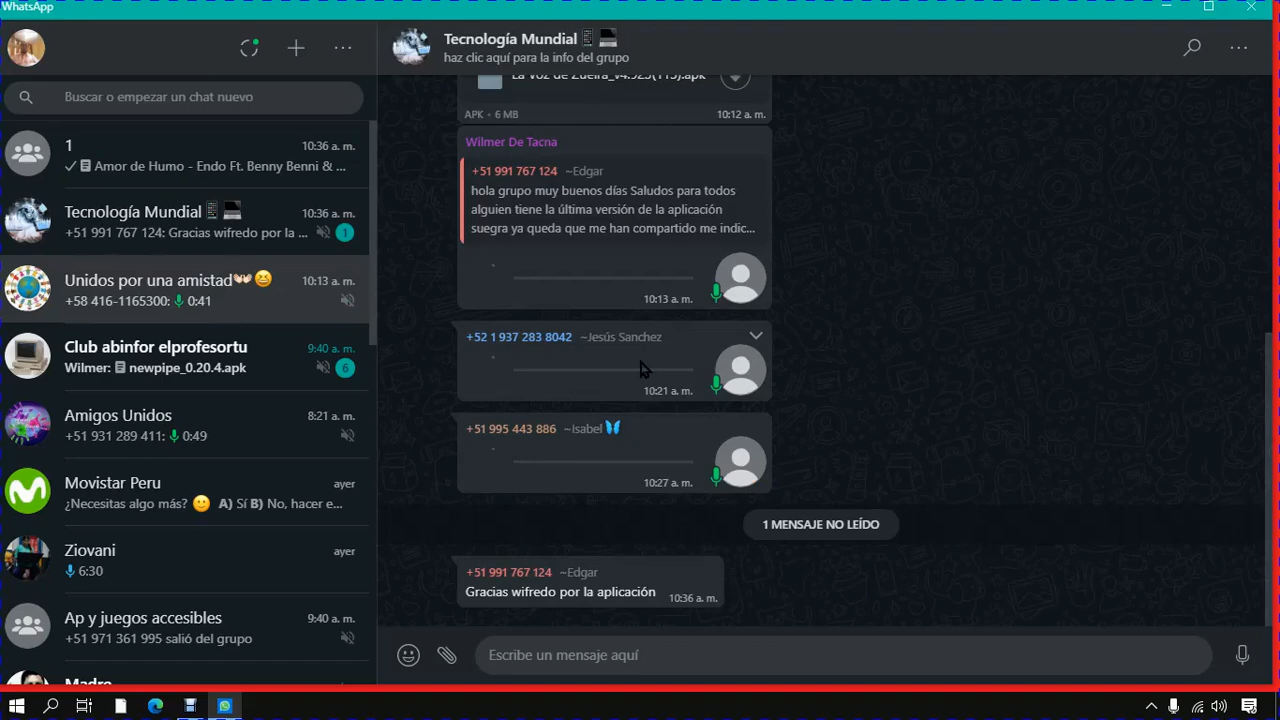 WhatsApp
Buscar o empezar un chat nuevo
1
10:36 a. m.
Amor de Humo - Endo Ft. Benny Benni & ...
Tecnología Mundial
10:36 a. m.
+51 991 767 124: Gracias wifredo por la ...
1
Unidos por una amistad
10:13 a. m.
+58 416-1165300: 0:41
Club abinfor elprofesortu
9:40 a. m.
Wilmer: newpipe_0.20.4.apk
6
Amigos Unidos
8:21 a. m.
+51 931 289 411: 0:49
Movistar Peru
ayer
¿Necesitas algo más? 🙂 A) Sí B) No, hacer e...
Ziovani
ayer
6:30
Ap y juegos accesibles
9:40 a. m.
+51 971 361 995 salió del grupo
Madre
Tecnología Mundial
haz clic aquí para la info del grupo
La Voz de Zueira_v4.925(115).apk
APK • 6 MB
10:12 a. m.
Wilmer De Tacna
+51 991 767 124 ~Edgar
hola grupo muy buenos días Saludos para todos
alguien tiene la última versión de la aplicación
suegra ya queda que me han compartido me indic...
10:13 a. m.
+52 1 937 283 8042 ~Jesús Sanchez
10:21 a. m.
+51 995 443 886 ~Isabel
10:27 a. m.
1 MENSAJE NO LEÍDO
+51 991 767 124 ~Edgar
Gracias wifredo por la aplicación
10:36 a. m.
Escribe un mensaje aquí